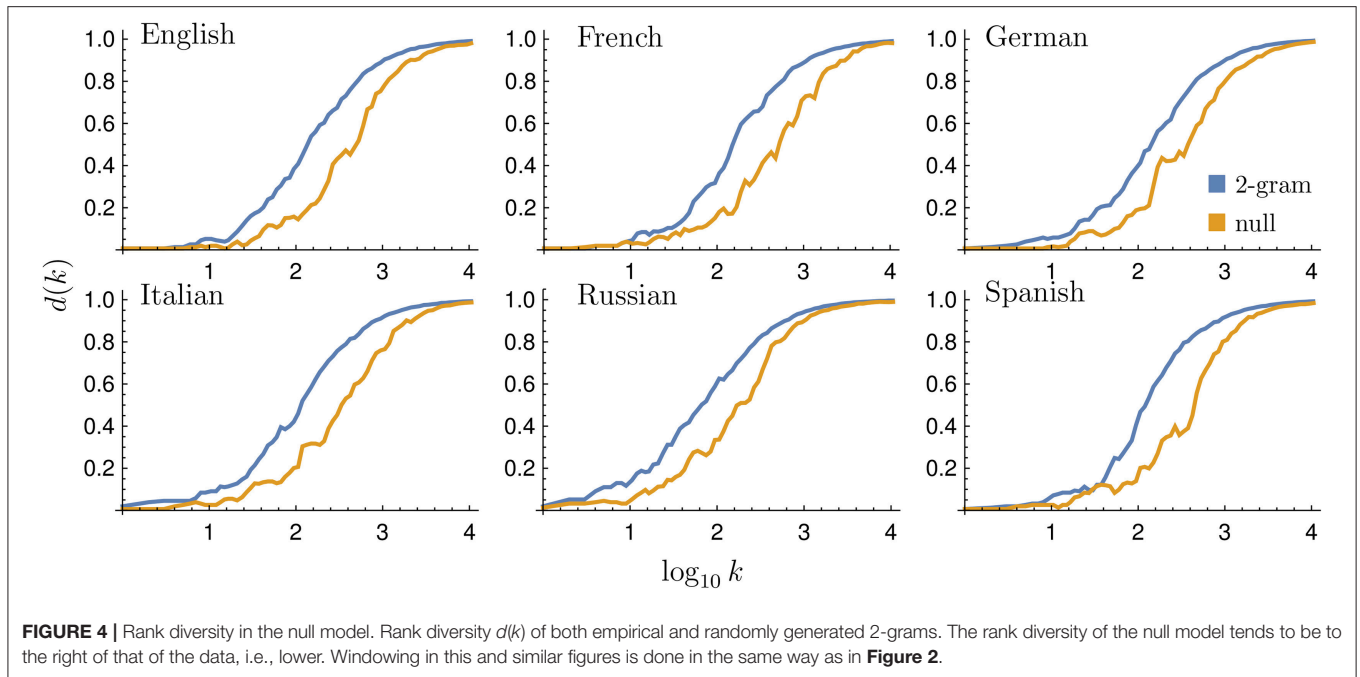 English
French
German
1.0
0.8
0.6
0.4
0.2
1 2 3 4
1.0
0.8
0.6
0.4
0.2
1 2 3 4
1.0
0.8
0.6
0.4
0.2
1 2 3 4
2-gram
null
d(k)
Italian
Russian
Spanish
1.0
0.8
0.6
0.4
0.2
1 2 3 4
1.0
0.8
0.6
0.4
0.2
1 2 3 4
1.0
0.8
0.6
0.4
0.2
1 2 3 4
log₁₀ k
FIGURE 4 | Rank diversity in the null model. Rank diversity d(k) of both empirical and randomly generated 2-grams. The rank diversity of the null model tends to be to
the right of that of the data, i.e., lower. Windowing in this and similar figures is done in the same way as in Figure 2.